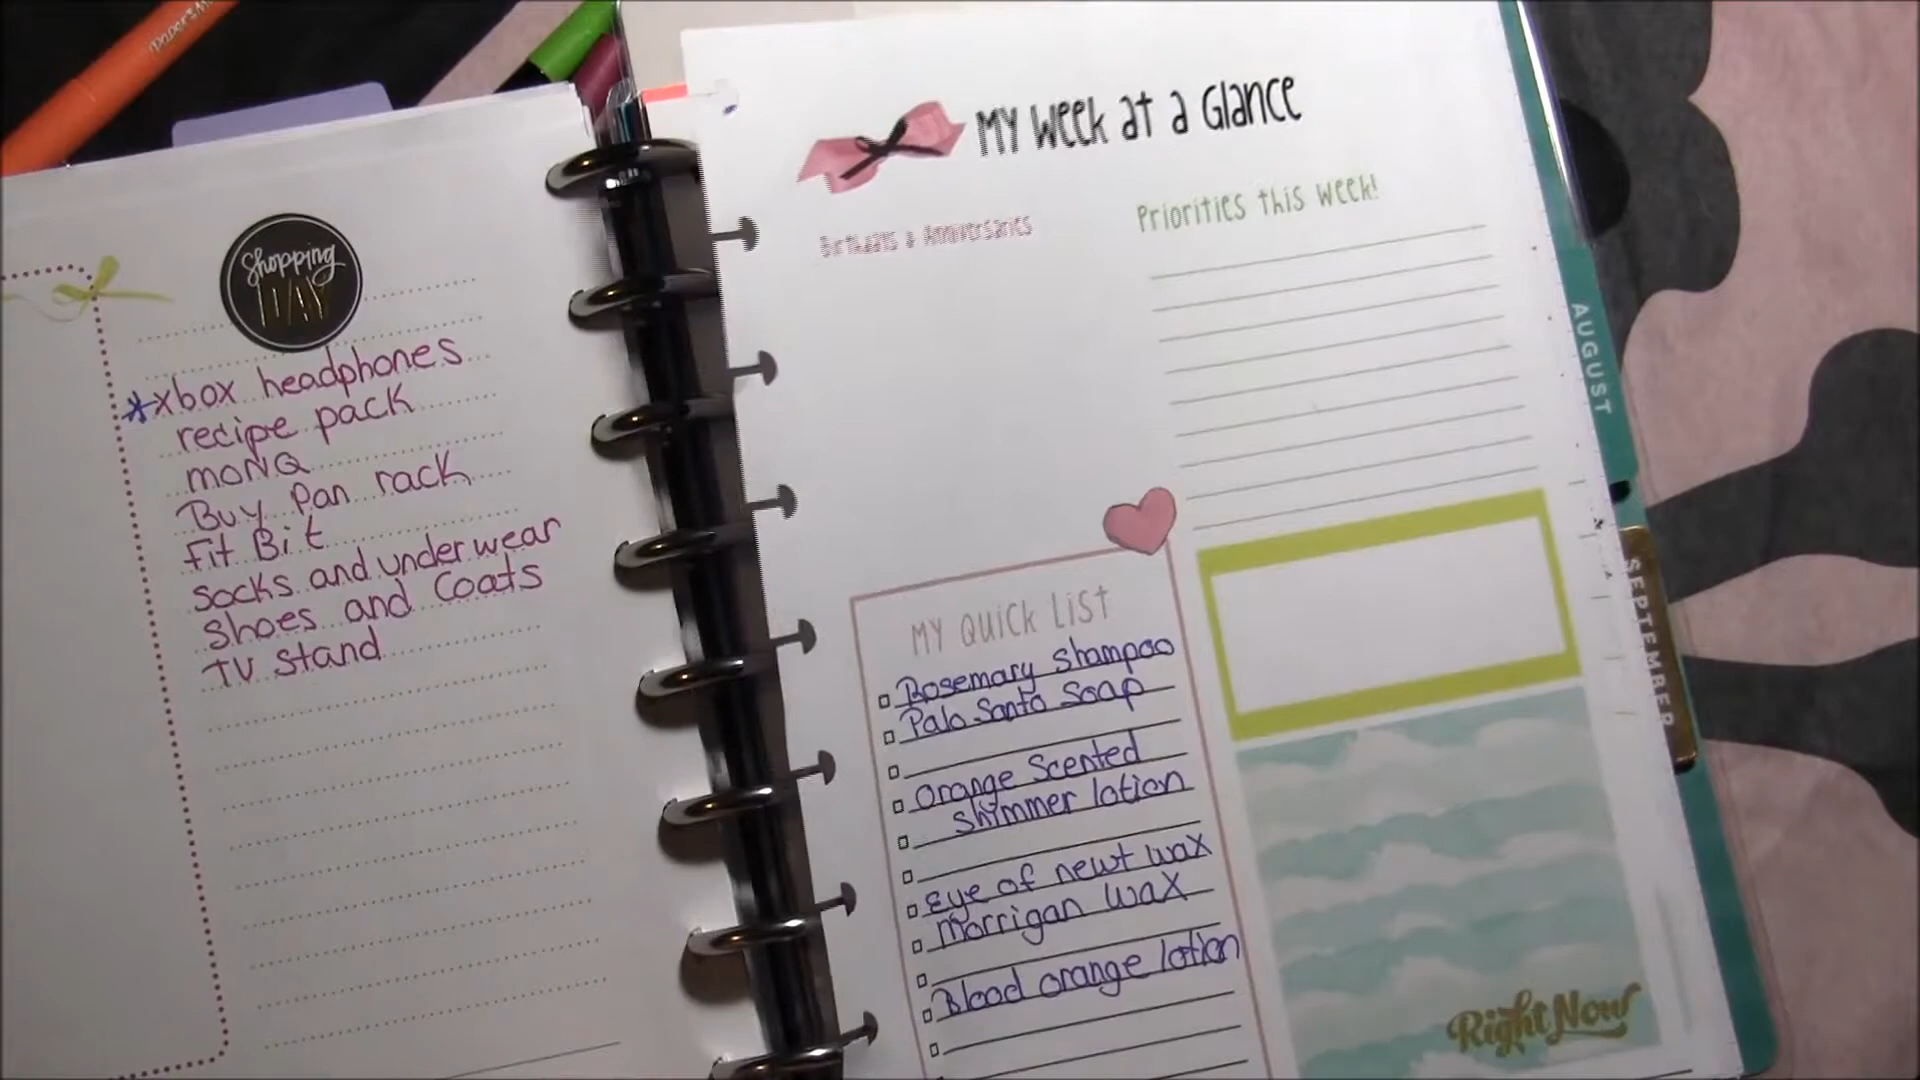 PaperM
Shopping
DAY
*xbox headphones
recipe pack
moNQ
Buy Pan rack
Fit Bit
Socks and underwear
Shoes and Coats
TV stand
MY Week at a Glance
Birthdays & Anniversaries
Priorities this week!
MY QUICK LIST
Rosemary Shampoo
Palo Santo Soap
Orange Scented
Shimmer lotion
Eye of newt wax
Morrigan wax
Blood orange lotion
Right Now
AUGUST
SEPTEMBER